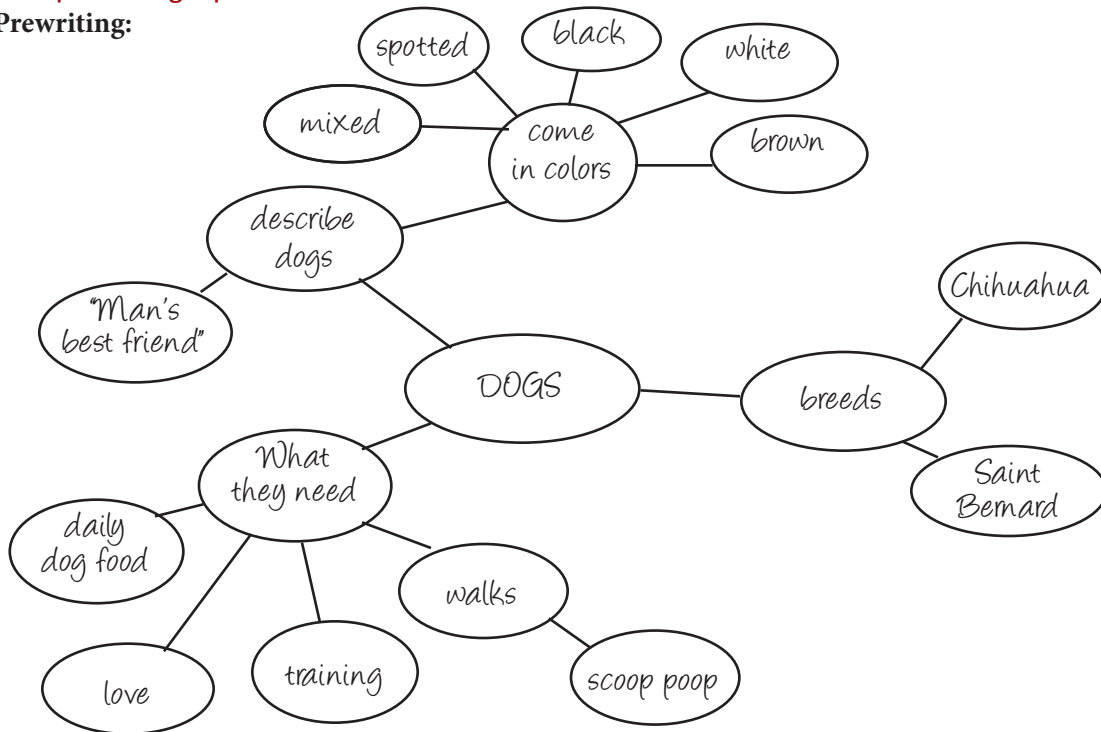 Prewriting:
spotted
black
white
mixed
come
in colors
brown
describe
dogs
"Man's
best friend"
Chihuahua
DOGS
breeds
What
they need
Saint
Bernard
daily
dog food
walks
love
training
scoop poop